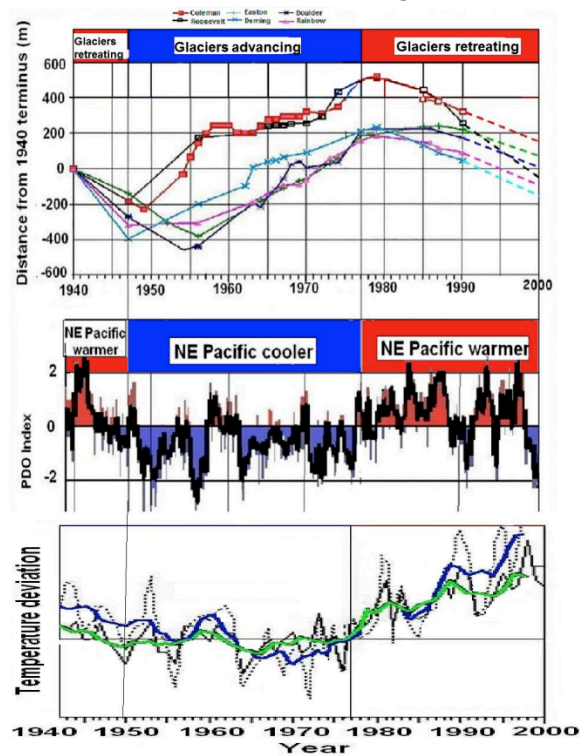 Coleman Easton Boulder
Roosevelt Deming Rainbow
Glaciers
retreating
Glaciers advancing
Glaciers retreating
Distance from 1940 terminus (m)
600
400
200
0
-200
-400
-600
1940 1950 1960 1970 1980 1990 2000
NE Pacific
warmer
NE Pacific cooler
NE Pacific warmer
PDO Index
2
0
-2
Temperature deviation
1940 1950 1960 1970 1980 1990 2000
Year